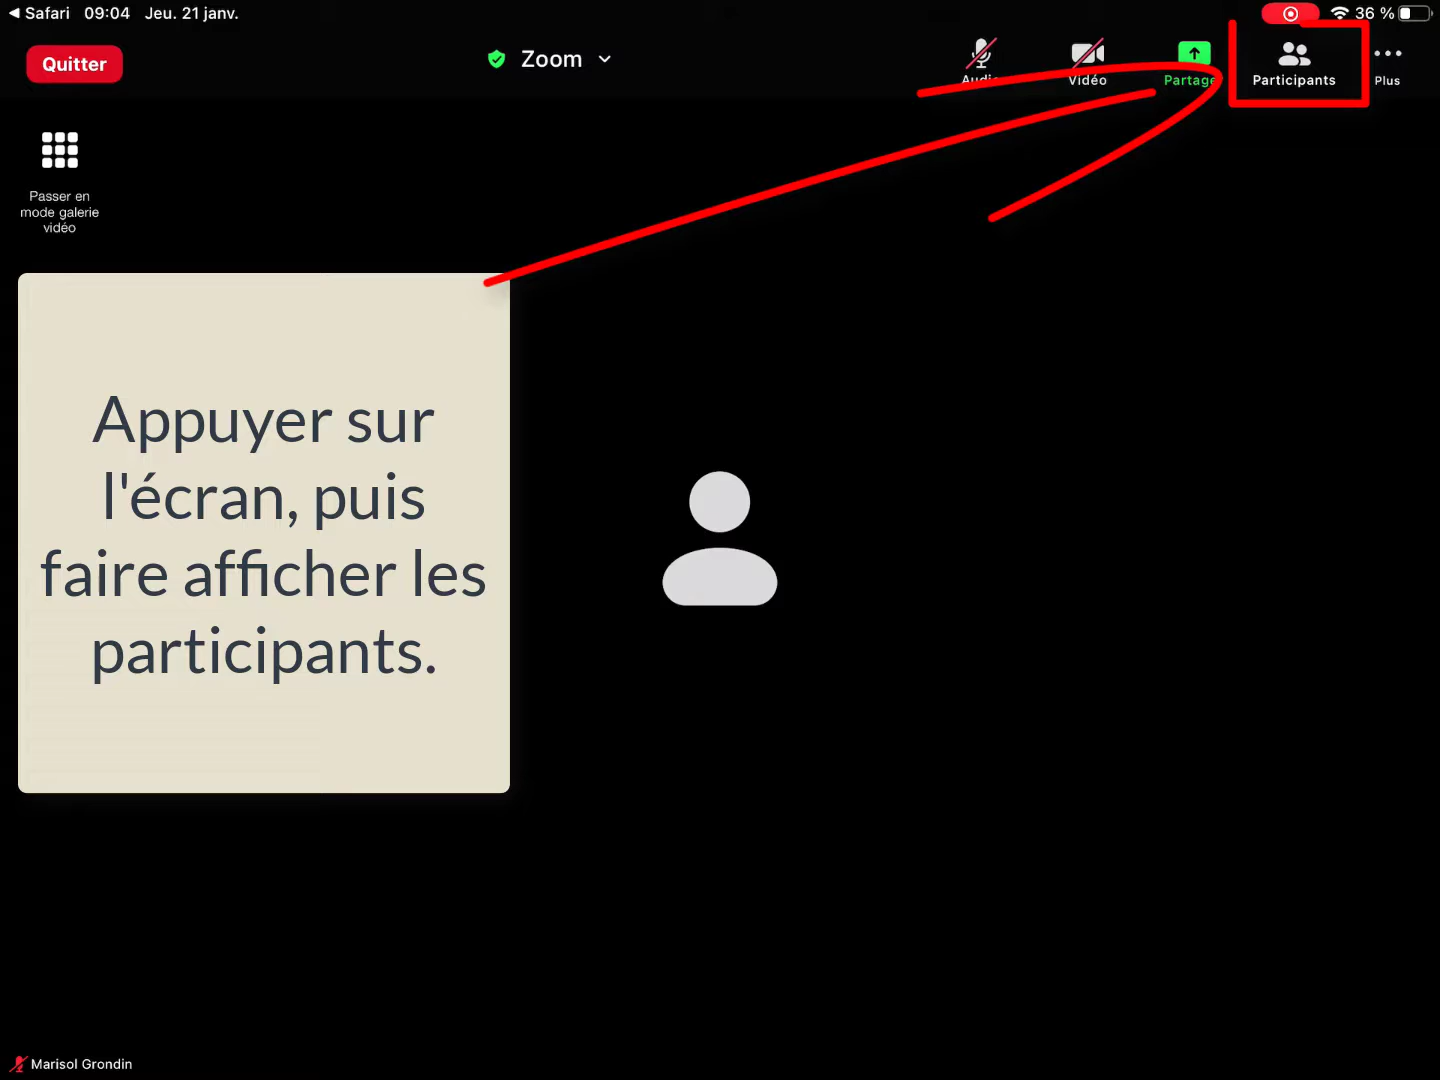 Safari 09:04 Jeu. 21 janv. 36 %
Quitter
Zoom
Audio
Vidéo
Partage
Participants
Plus
Passer en
mode galerie
vidéo
Appuyer sur
l'écran, puis
faire afficher les
participants.
Marisol Grondin